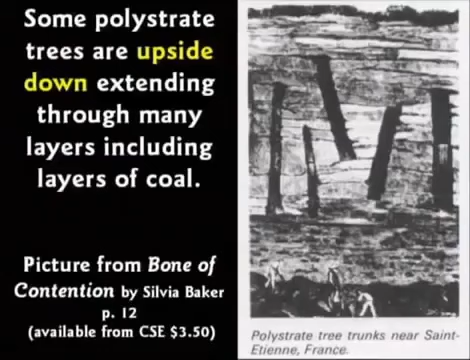 Some polystrate
trees are upside
down extending
through many
layers including
layers of coal.
Picture from Bone of
Contention by Silvia Baker
p. 12
(available from CSE $3.50)
Polystrate tree trunks near Saint-
Etienne, France.